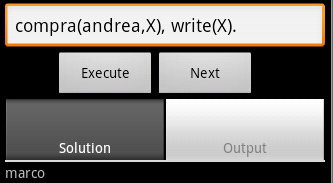 compra(andrea,X), write(X).
Execute Next
Solution Output
marco